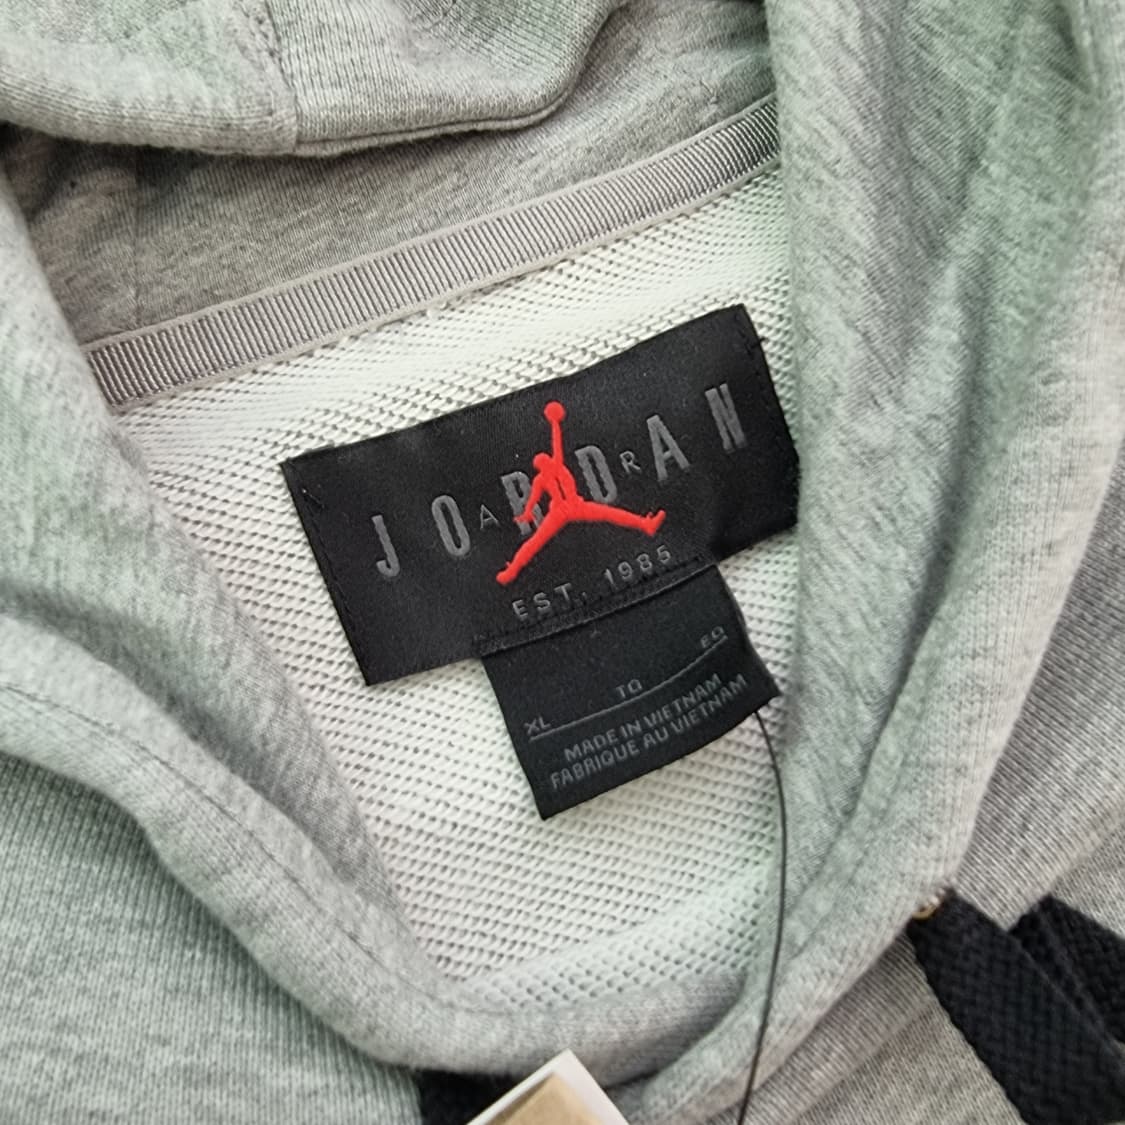 JORDAN
AIR
EST. 1985
XL TG EG
MADE IN VIETNAM
FABRIQUE AU VIETNAM